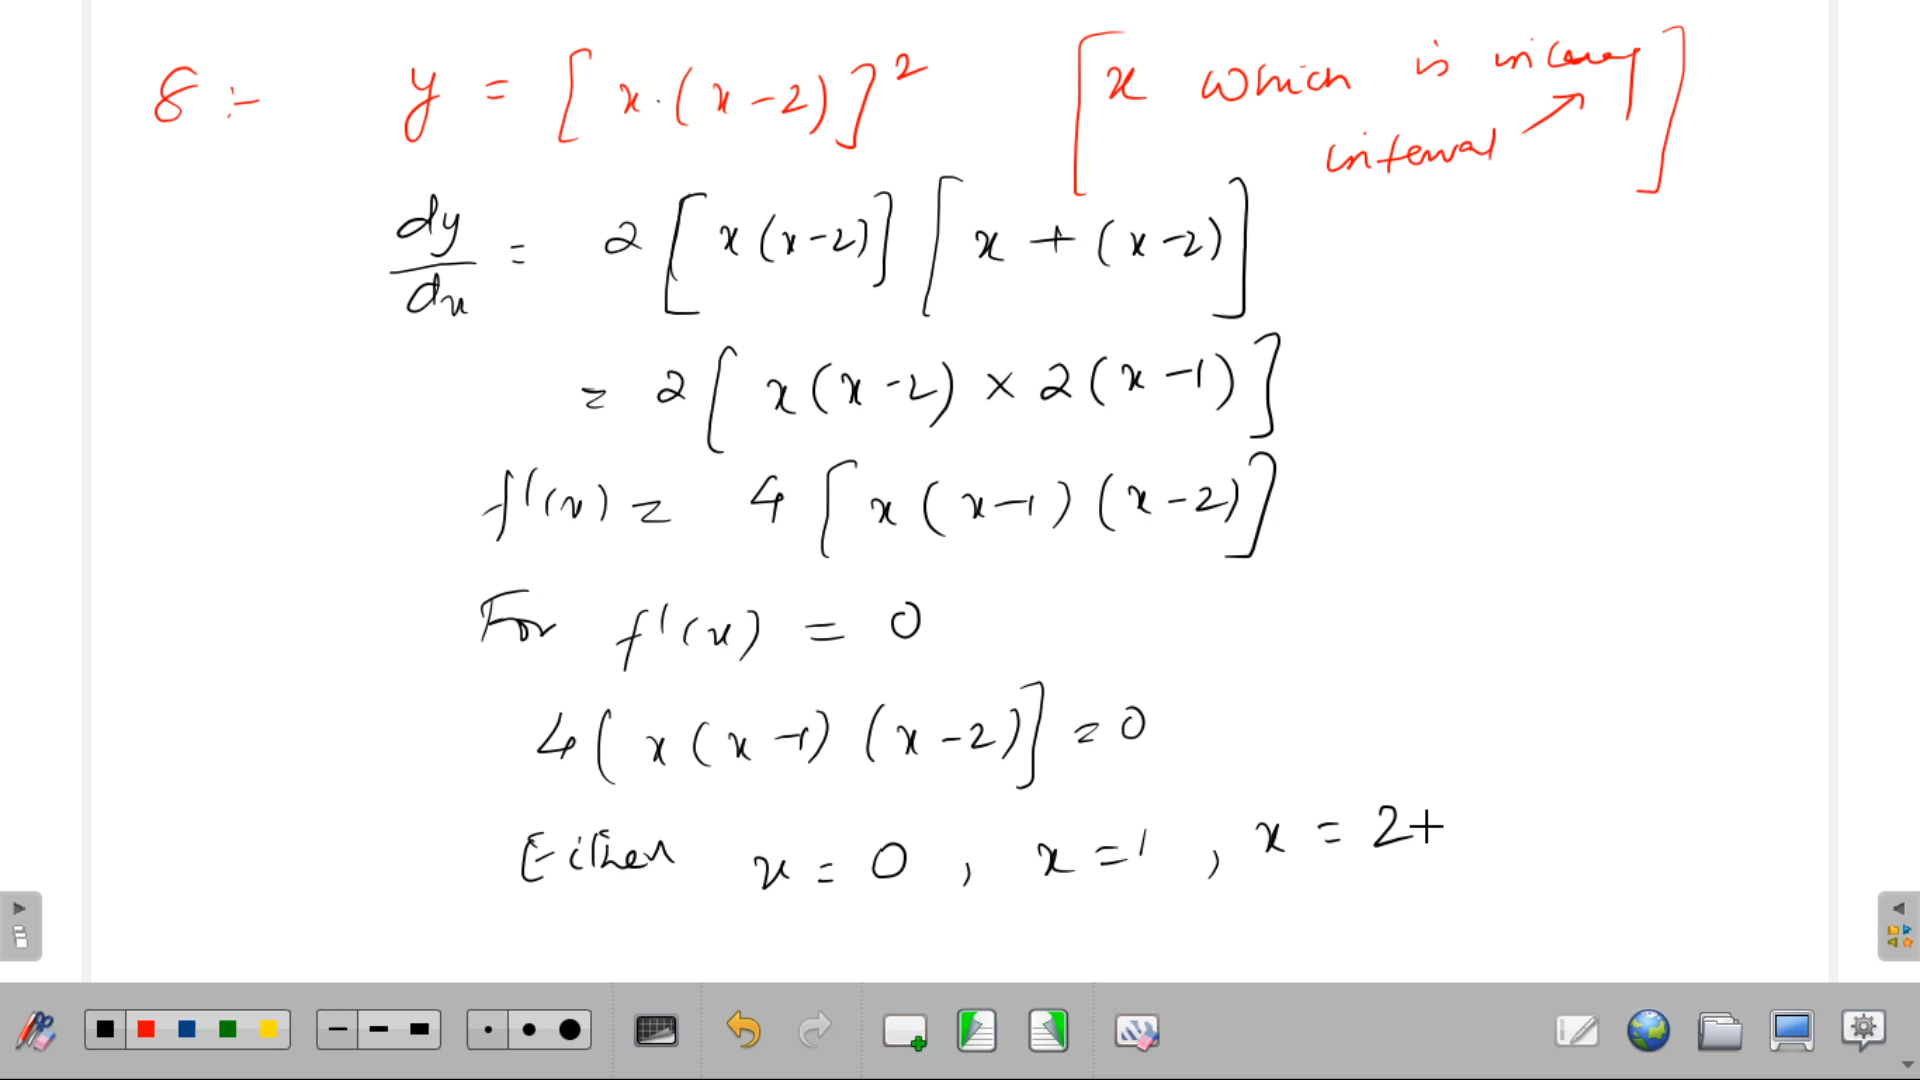 8 :- y = [x.(x-2)]² [x which is
interval ↗]
dy/dx = 2[x(x-2)][x + (x-2)]
= 2[x(x-2) × 2(x-1)]
f'(x) = 4[x(x-1)(x-2)]
For f'(x) = 0
4(x(x-1)(x-2)] = 0
Either x = 0, x = 1, x = 2+